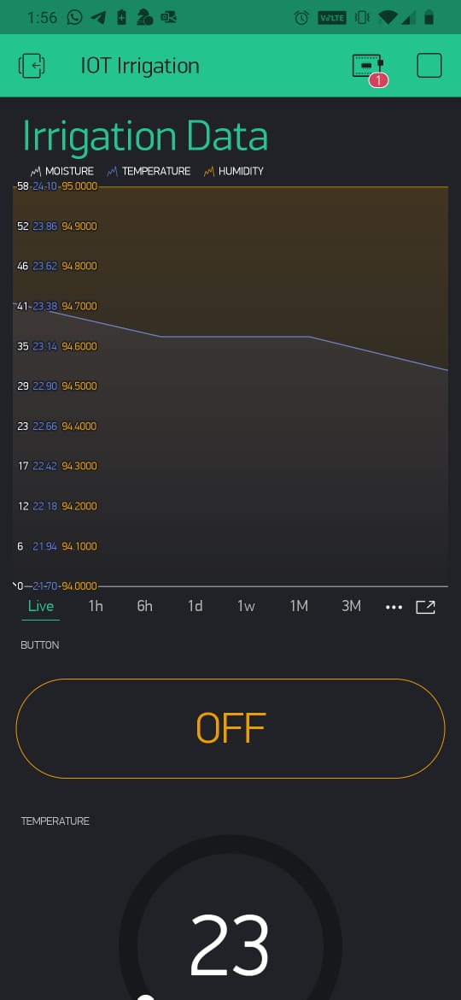 1:56 VoLTE
IOT Irrigation 1
Irrigation Data
MOISTURE TEMPERATURE HUMIDITY
58 24.10 95.0000
52 23.86 94.9000
46 23.62 94.8000
41 23.38 94.7000
35 23.14 94.6000
29 22.90 94.5000
23 22.66 94.4000
17 22.42 94.3000
12 22.18 94.2000
6 21.94 94.1000
0 21.70 94.0000
Live 1h 6h 1d 1w 1M 3M
BUTTON
OFF
TEMPERATURE
23